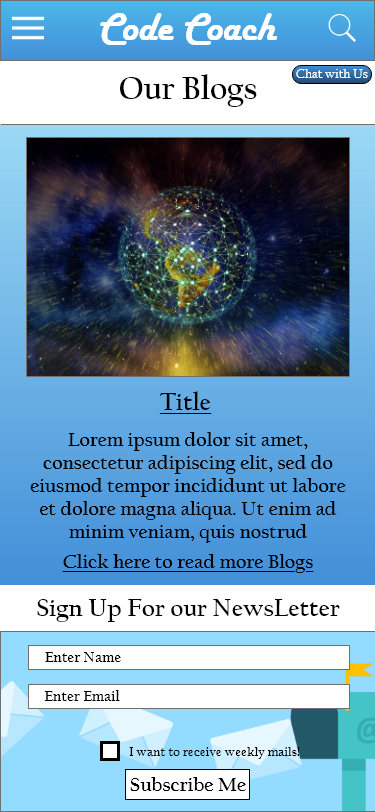 Code Coach
Chat with Us
Our Blogs
Title
Lorem ipsum dolor sit amet,
consectetur adipiscing elit, sed do
eiusmod tempor incididunt ut labore
et dolore magna aliqua. Ut enim ad
minim veniam, quis nostrud
Click here to read more Blogs
Sign Up For our NewsLetter
Enter Name
Enter Email
@
I want to receive weekly mails!
Subscribe Me